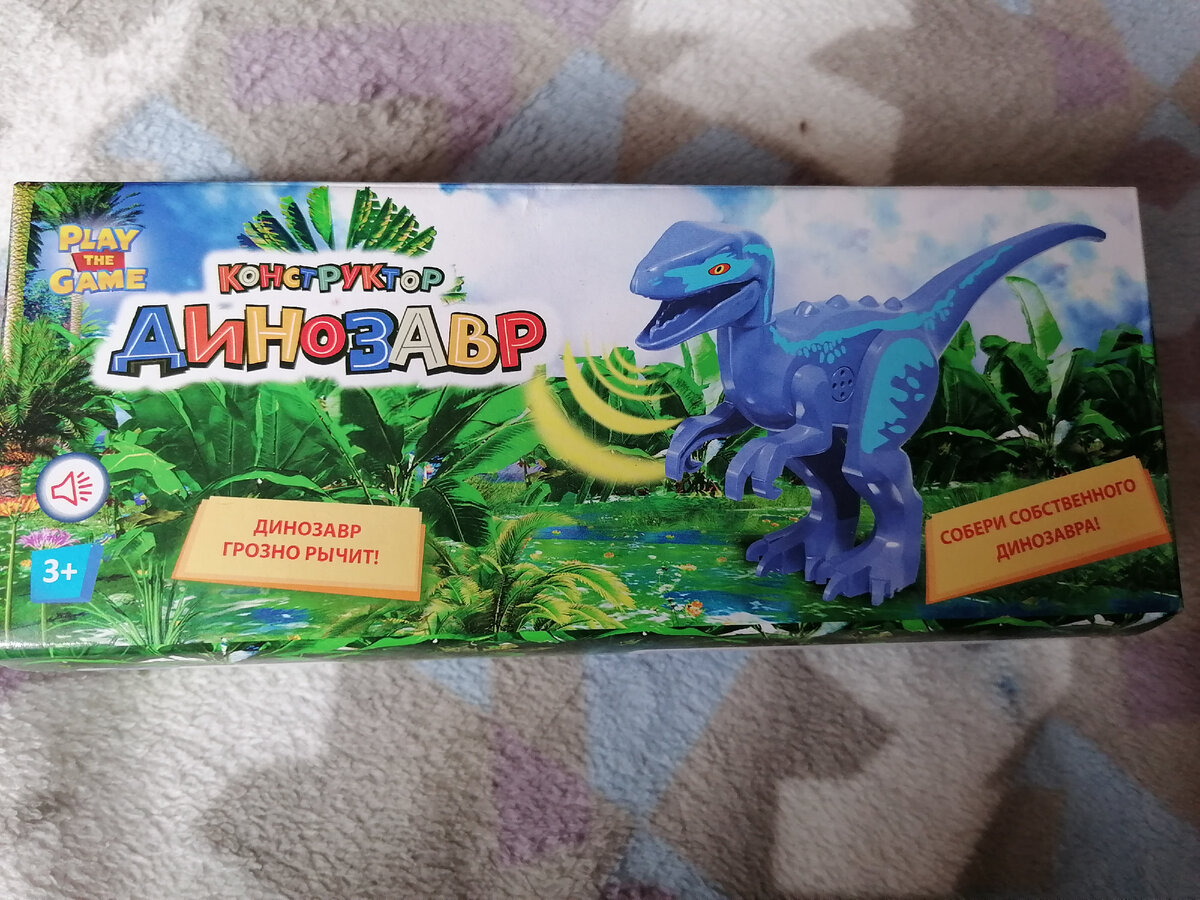 PLAY
THE
GAME
КОНСТРУКТОР
ДИНОЗАВР
ДИНОЗАВР
ГРОЗНО РЫЧИТ!
3+
СОБЕРИ СОБСТВЕННОГО
ДИНОЗАВРА!